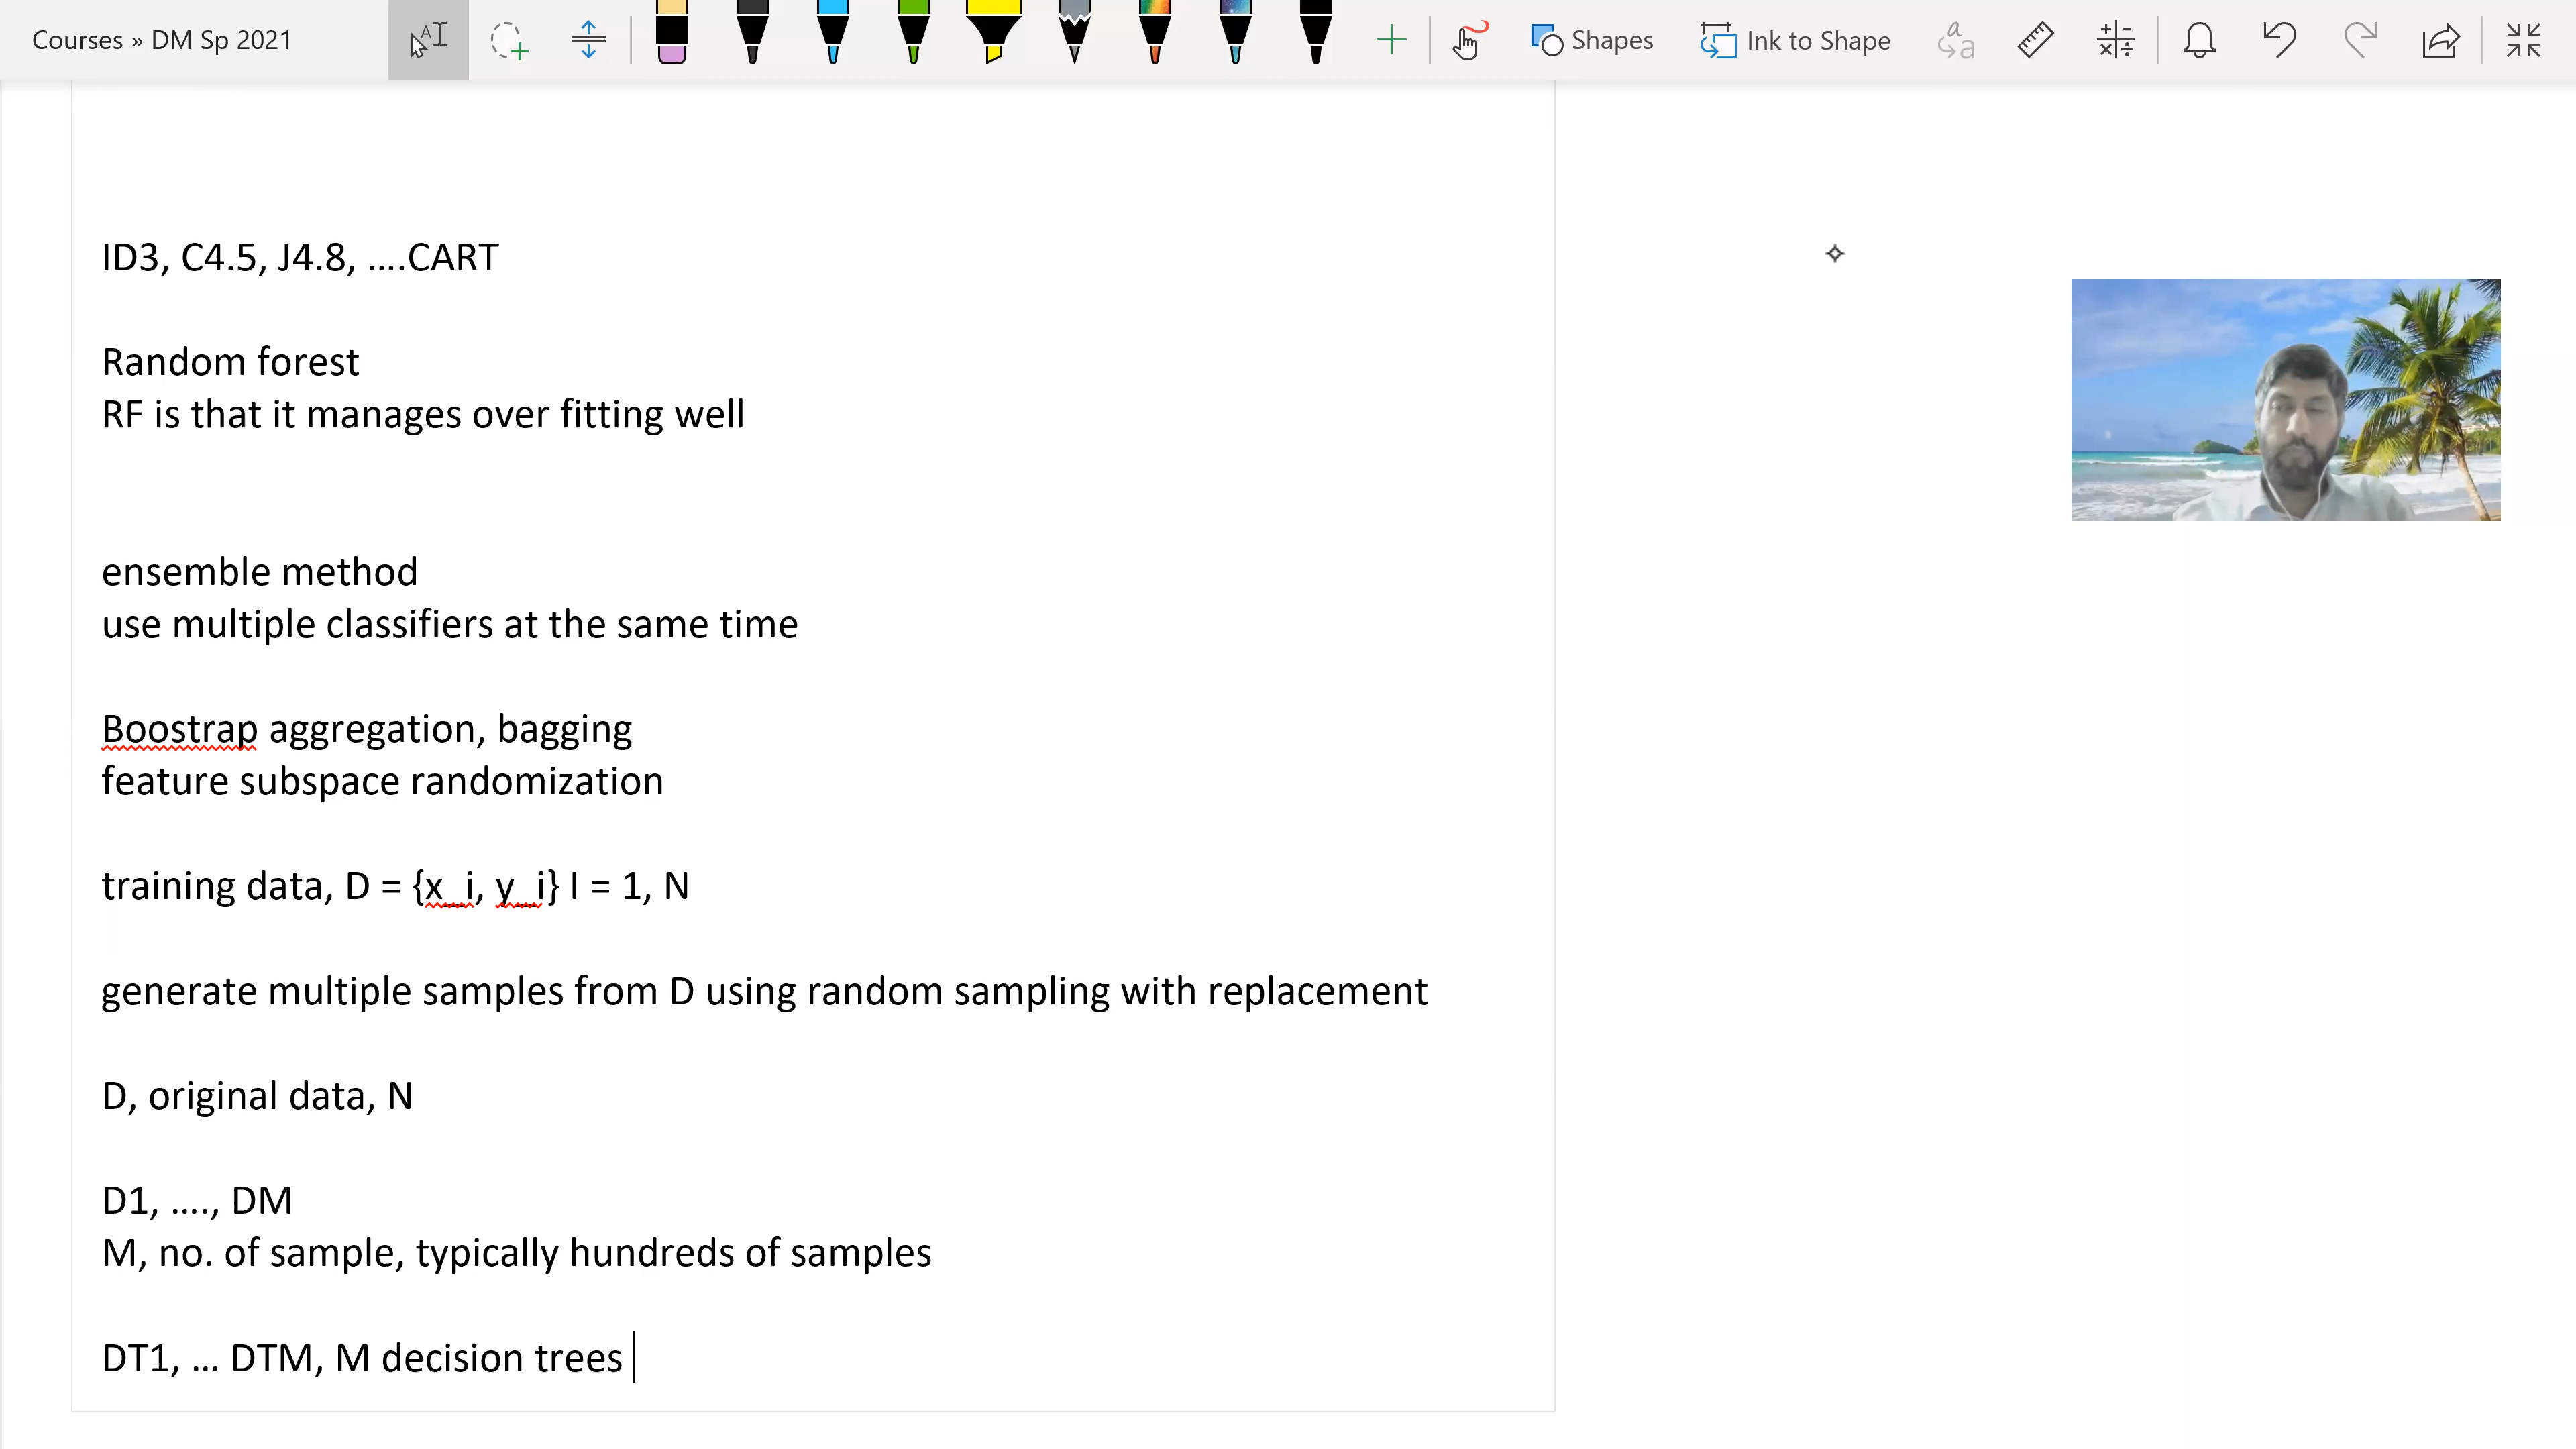 Courses » DM Sp 2021
Shapes
Ink to Shape
ID3, C4.5, J4.8, ....CART
Random forest
RF is that it manages over fitting well
ensemble method
use multiple classifiers at the same time
Boostrap aggregation, bagging
feature subspace randomization
training data, D = {x_i, y_i} I = 1, N
generate multiple samples from D using random sampling with replacement
D, original data, N
D1, ...., DM
M, no. of sample, typically hundreds of samples
DT1, ... DTM, M decision trees